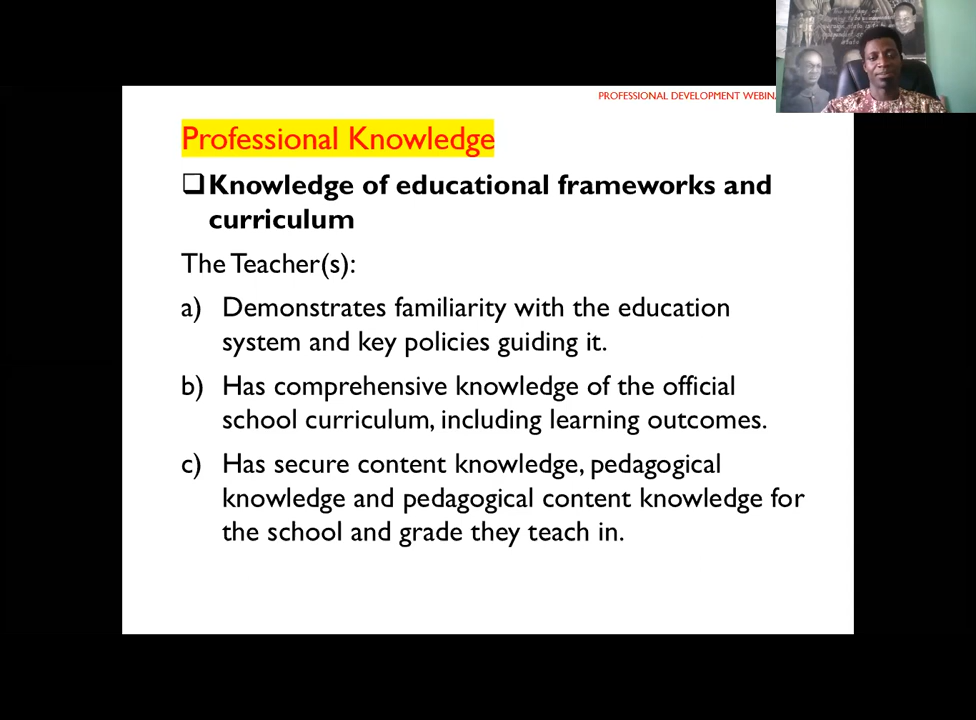 PROFESSIONAL DEVELOPMENT
Professional Knowledge
❑Knowledge of educational frameworks and
curriculum
The Teacher(s):
a) Demonstrates familiarity with the education
system and key policies guiding it.
b) Has comprehensive knowledge of the official
school curriculum, including learning outcomes.
c) Has secure content knowledge, pedagogical
knowledge and pedagogical content knowledge for
the school and grade they teach in.